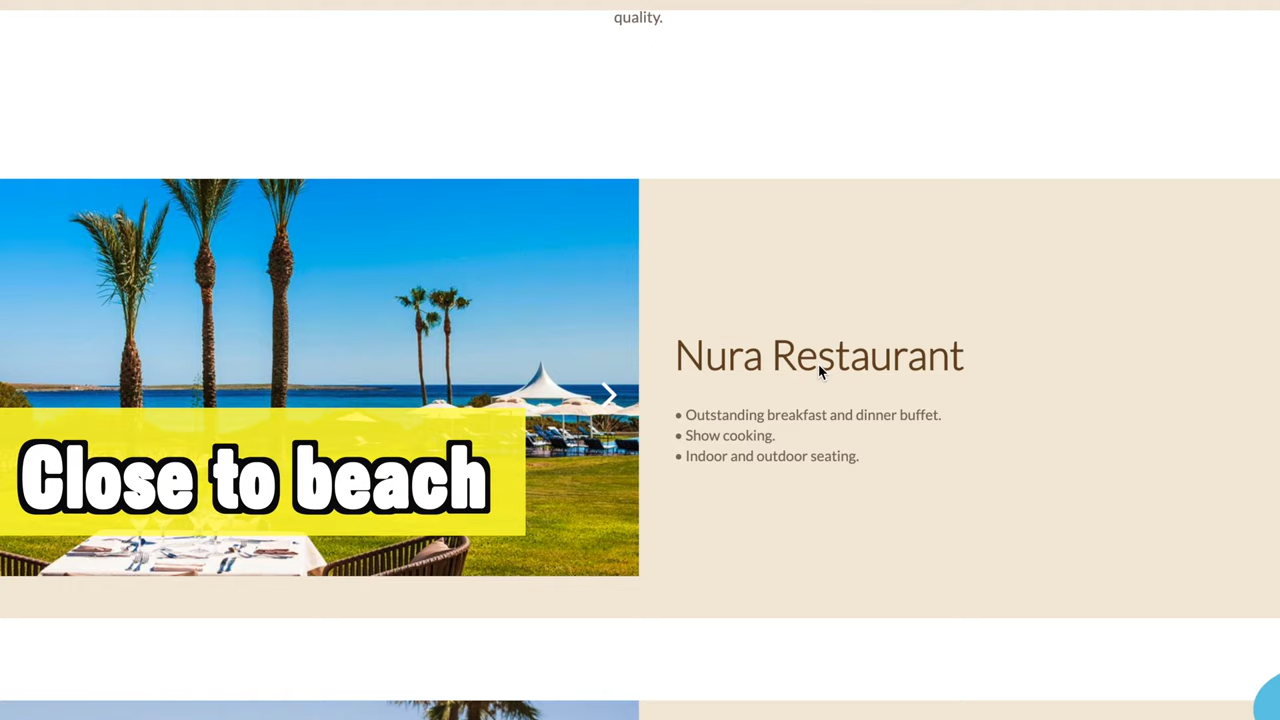 quality.
Close to beach
Nura Restaurant
• Outstanding breakfast and dinner buffet.
• Show cooking.
• Indoor and outdoor seating.